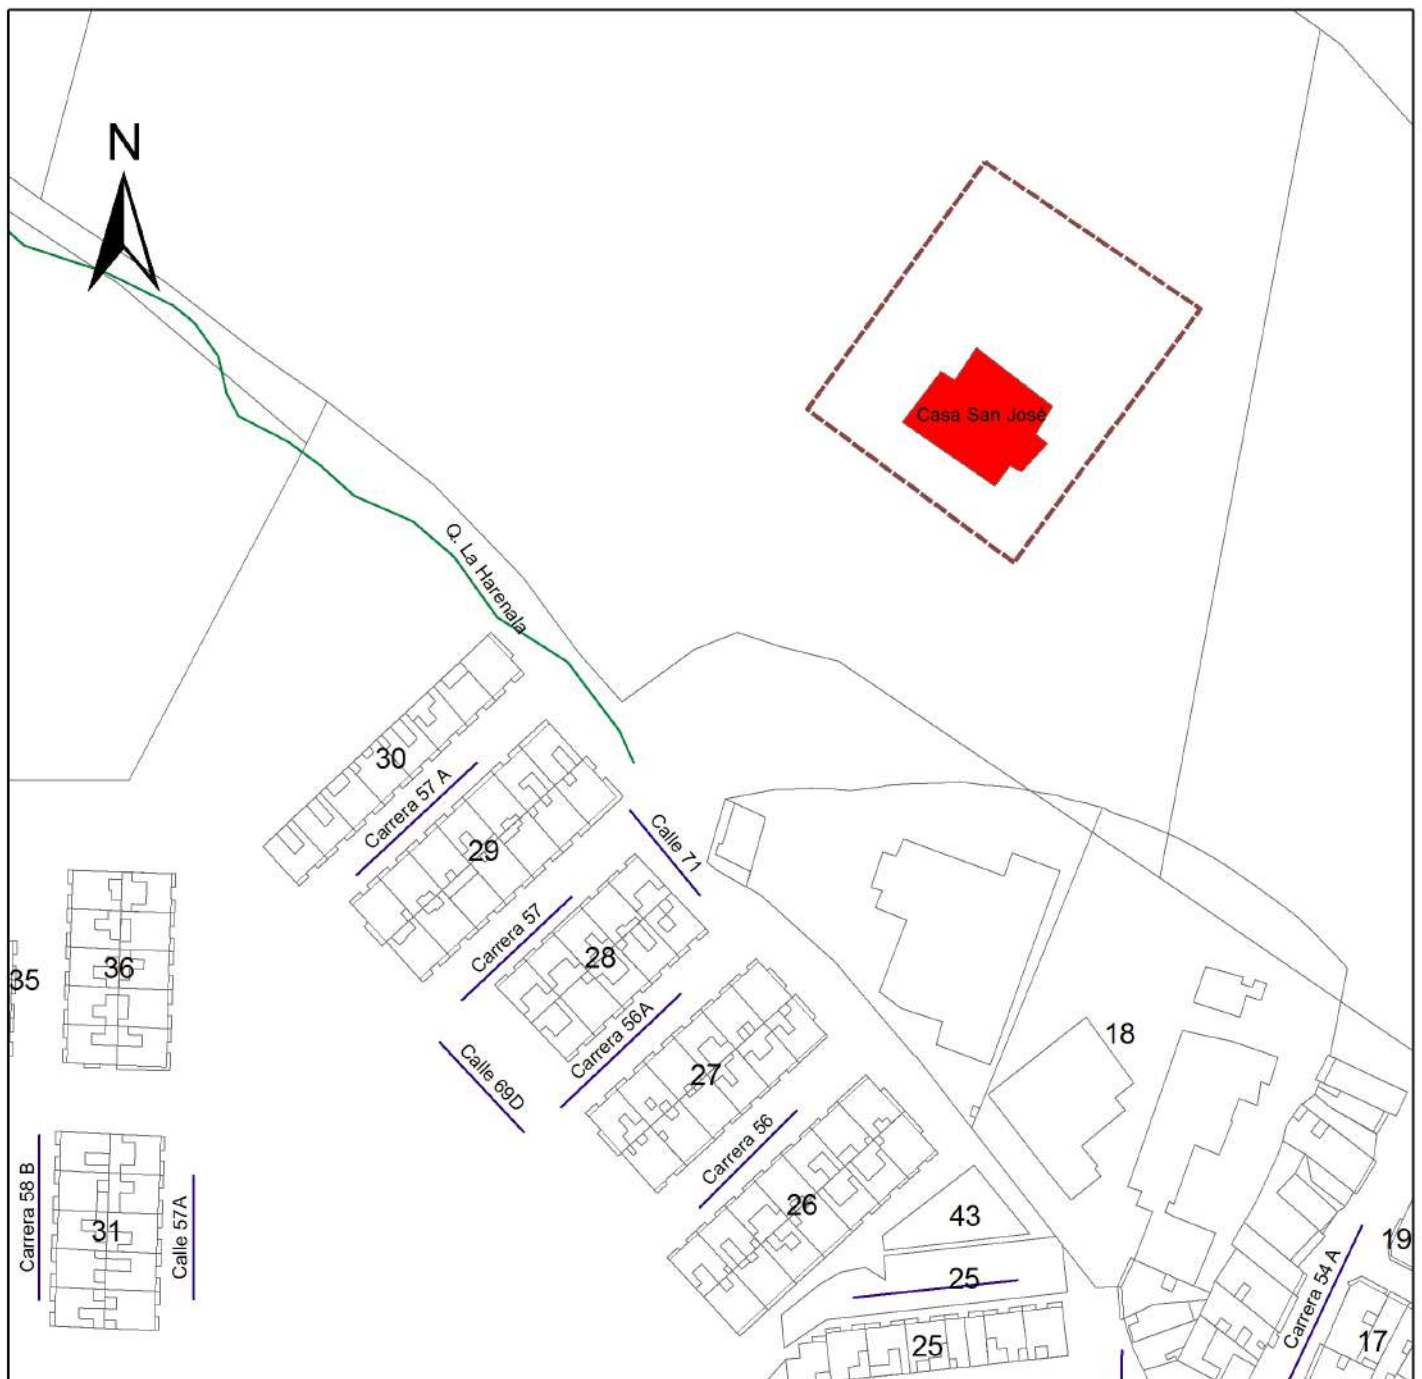 N
Casa San José
Q. La Harenala
30
Carrera 57 A
29
Calle 71
Carrera 57
28
35
36
Carrera 56A
18
Calle 69D
27
Carrera 56
26
43
Carrera 58 B
31
Calle 57A
25
19
Carrera 54 A
25
17